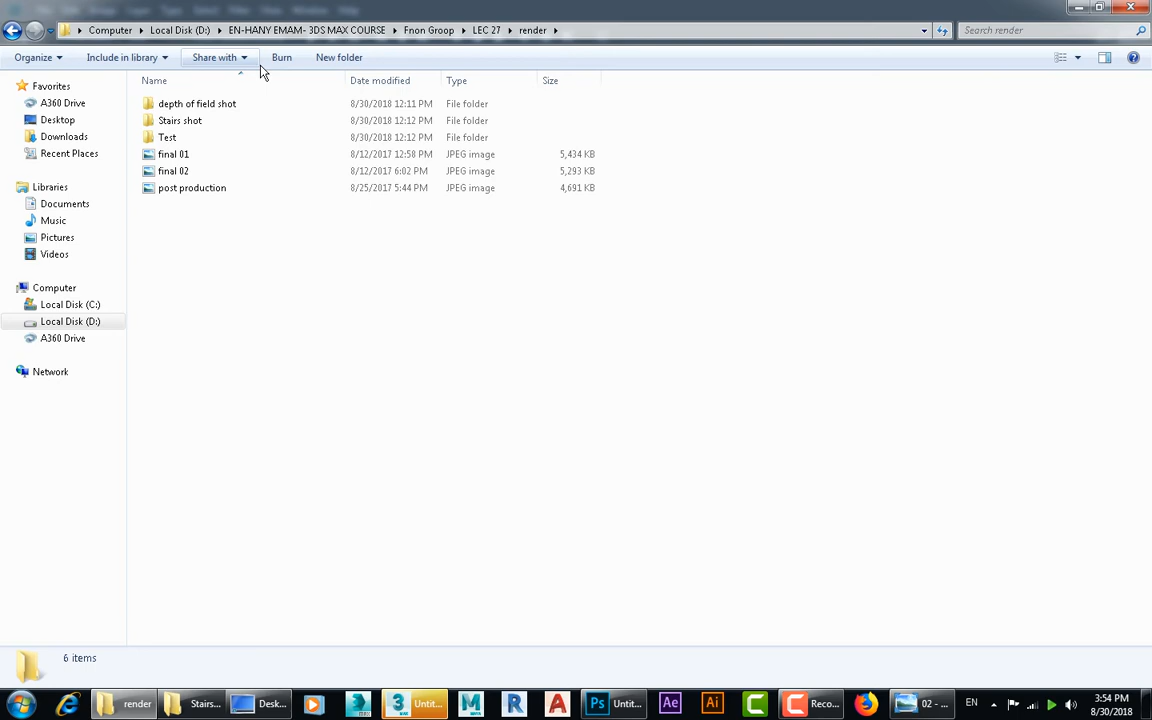 Computer Local Disk (D:) EN-HANY EMAM- 3DS MAX COURSE Fnon Groop LEC 27 render Search render
Organize Include in library Share with Burn New folder
Name Date modified Type Size
Favorites
A360 Drive
Desktop
Downloads
Recent Places
Libraries
Documents
Music
Pictures
Videos
Computer
Local Disk (C:)
Local Disk (D:)
A360 Drive
Network
depth of field shot 8/30/2018 12:11 PM File folder
Stairs shot 8/30/2018 12:12 PM File folder
Test 8/30/2018 12:12 PM File folder
final 01 8/12/2017 12:58 PM JPEG image 5,434 KB
final 02 8/12/2017 6:02 PM JPEG image 5,293 KB
post production 8/25/2017 5:44 PM JPEG image 4,691 KB
6 items
render Stairs... Desk... 3 Untit... M R A Ps Untit... Ae Ai C Reco... 02 - ... EN 3:54 PM
8/30/2018